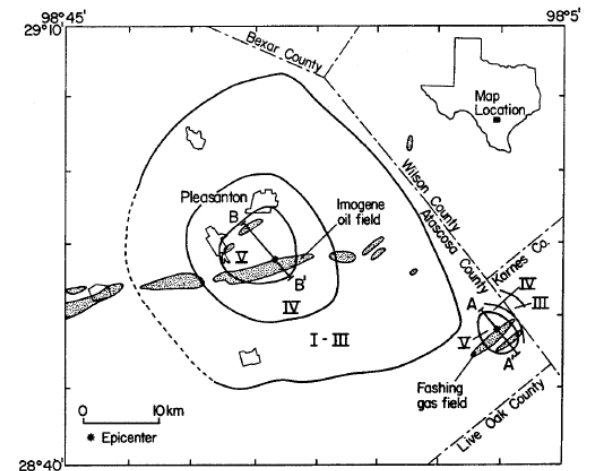 98°45'
98°5'
29°10'
Bexar County
Map
Location
Wilson County
Atascosa County
Karnes Co.
Pleasanton
Imogene
oil field
B
V
B'
IV
I-III
IV
III
A
V
A'
Fashing
gas field
Live Oak County
0 10km
* Epicenter
28°40'